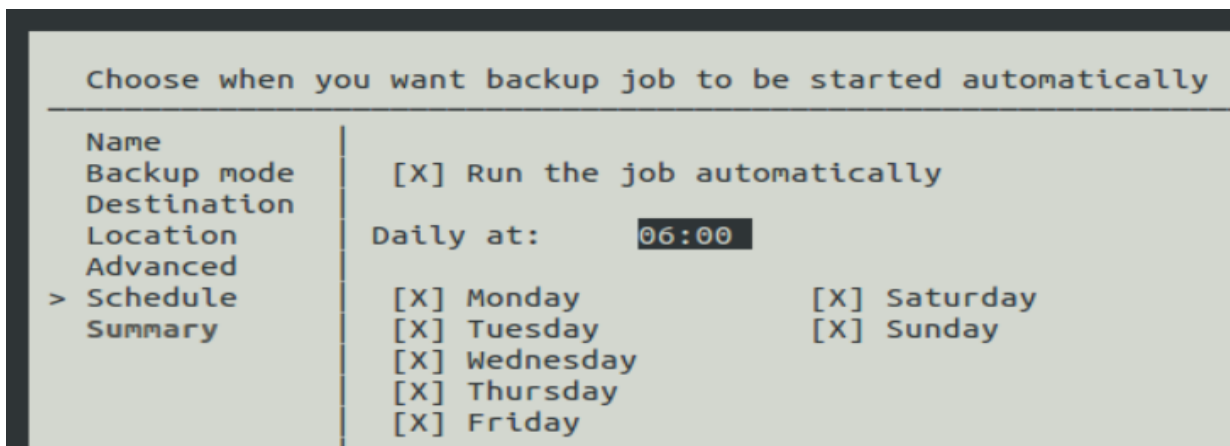 Choose when you want backup job to be started automatically
Name
Backup mode
Destination
Location
Advanced
> Schedule
Summary
[X] Run the job automatically
Daily at: 06:00
[X] Monday
[X] Tuesday
[X] Wednesday
[X] Thursday
[X] Friday
[X] Saturday
[X] Sunday